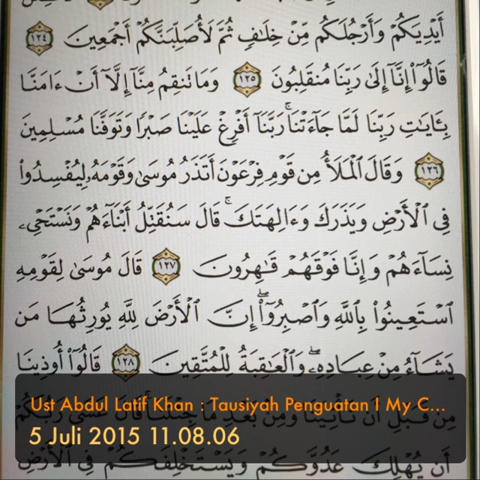 أَيْدِيَكُمْ وَأَرْجُلَكُم مِّنْ خِلَافٍ ثُمَّ لَأُصَلِّبَنَّكُمْ أَجْمَعِينَ ١٢٤
قَالُوٓا۟ إِنَّآ إِلَىٰ رَبِّنَا مُنقَلِبُونَ ١٢٥ وَمَا تَنقِمُ مِنَّآ إِلَّآ أَنْ ءَامَنَّا
بِـَٔايَـٰتِ رَبِّنَا لَمَّا جَآءَتْنَا ۚ رَبَّنَآ أَفْرِغْ عَلَيْنَا صَبْرًا وَتَوَفَّنَا مُسْلِمِينَ
١٢٦ وَقَالَ ٱلْمَلَأُ مِن قَوْمِ فِرْعَوْنَ أَتَذَرُ مُوسَىٰ وَقَوْمَهُۥ لِيُفْسِدُوا۟
فِى ٱلْأَرْضِ وَيَذَرَكَ وَءَالِهَتَكَ ۚ قَالَ سَنُقَتِّلُ أَبْنَآءَهُمْ وَنَسْتَحْىِۦ
نِسَآءَهُمْ وَإِنَّا فَوْقَهُمْ قَـٰهِرُونَ ١٢٧ قَالَ مُوسَىٰ لِقَوْمِهِ
ٱسْتَعِينُوا۟ بِٱللَّهِ وَٱصْبِرُوٓا۟ ۖ إِنَّ ٱلْأَرْضَ لِلَّهِ يُورِثُهَا مَن
يَشَآءُ مِنْ عِبَادِهِۦ ۖ وَٱلْعَـٰقِبَةُ لِلْمُتَّقِينَ ١٢٨ قَالُوٓا۟ أُوذِينَا
Ust Abdul Latif Khan : Tausiyah Penguatan I My C...
مِن قَبْلِ أَن تَأْتِيَنَا وَمِنۢ بَعْدِ مَا جِئْتَنَا ۚ قَالَ عَسَىٰ رَبُّكُمْ
5 Juli 2015 11.08.06
أَن يُهْلِكَ عَدُوَّكُمْ وَيَسْتَخْلِفَكُمْ فِى ٱلْأَرْضِ